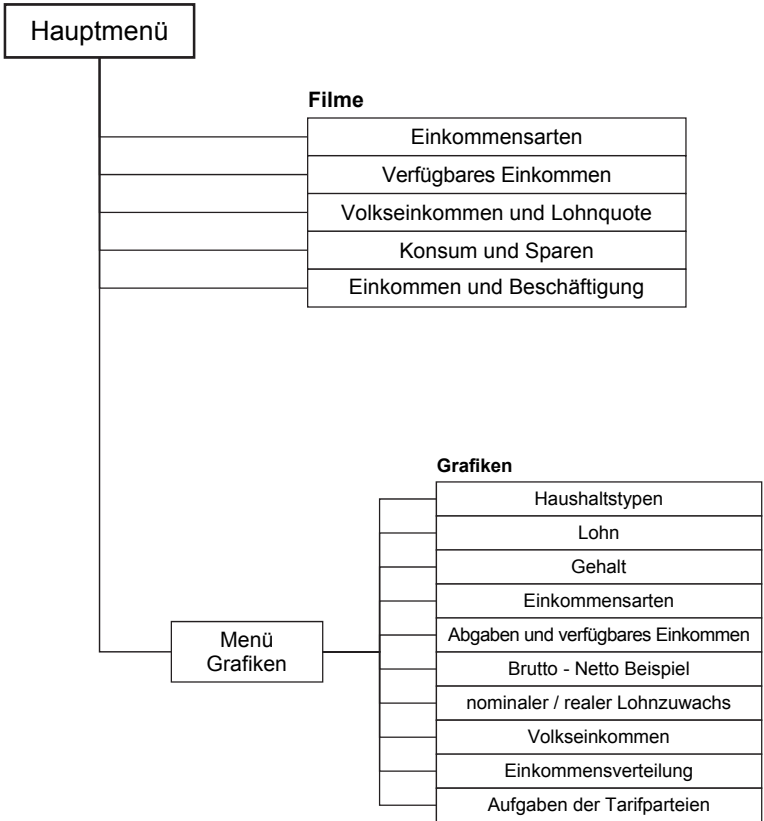 Hauptmenü
Filme
Einkommensarten
Verfügbares Einkommen
Volkseinkommen und Lohnquote
Konsum und Sparen
Einkommen und Beschäftigung
Grafiken
Haushaltstypen
Lohn
Gehalt
Einkommensarten
Abgaben und verfügbares Einkommen
Brutto - Netto Beispiel
nominaler / realer Lohnzuwachs
Volkseinkommen
Einkommensverteilung
Aufgaben der Tarifparteien
Menü
Grafiken